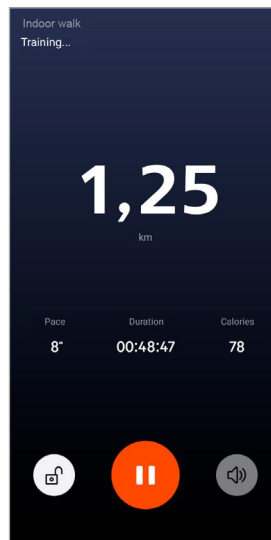 Indoor walk
Training...
1,25
km
Pace Duration Calories
8" 00:48:47 78